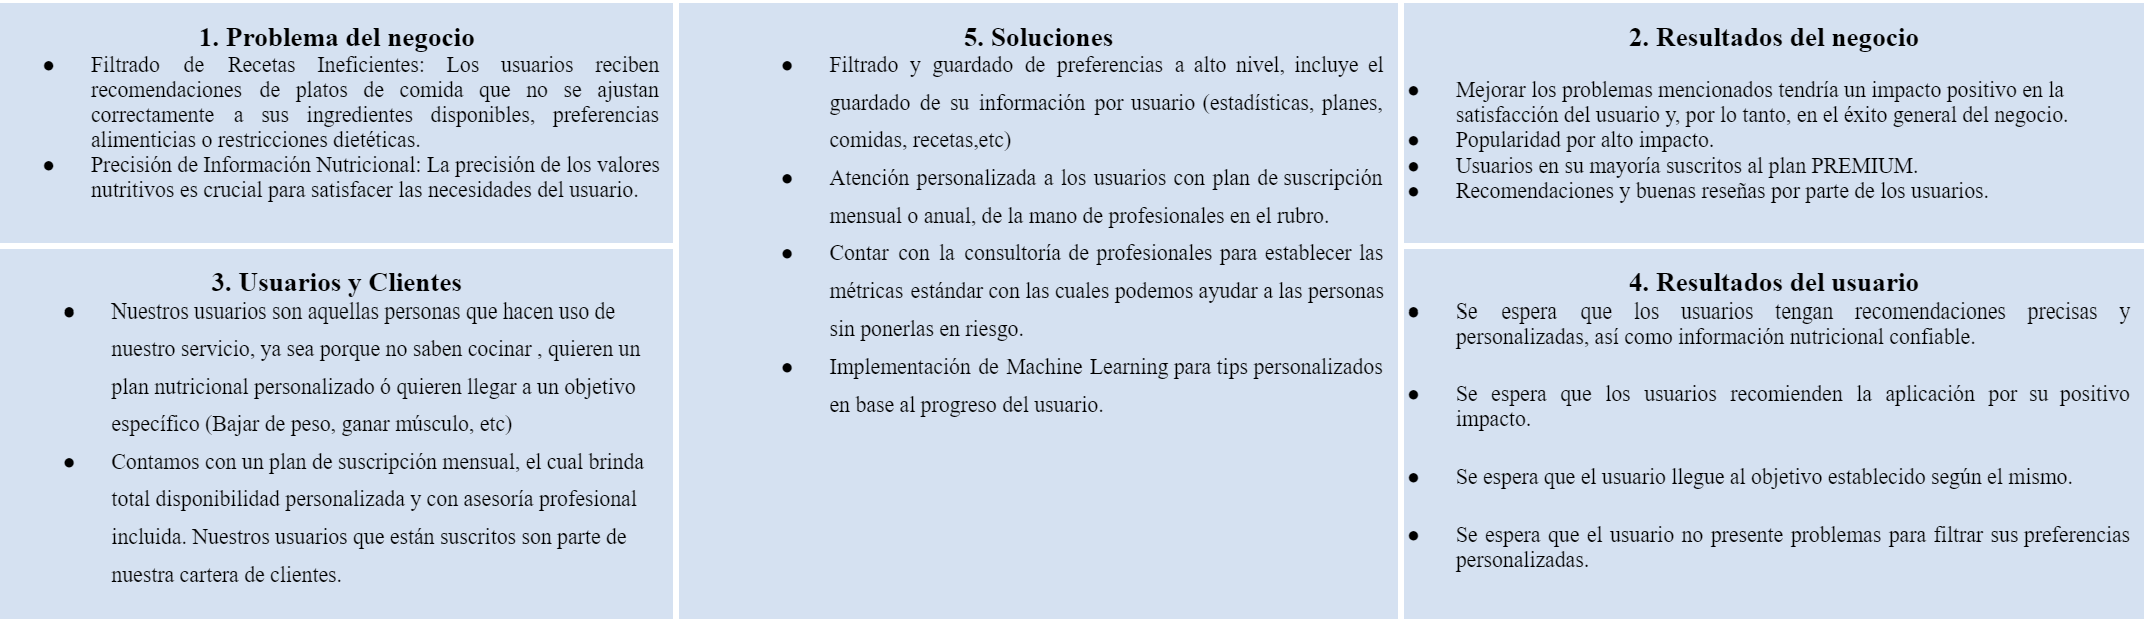 1. Problema del negocio
● Filtrado de Recetas Ineficientes: Los usuarios reciben
recomendaciones de platos de comida que no se ajustan
correctamente a sus ingredientes disponibles, preferencias
alimenticias o restricciones dietéticas.
● Precisión de Información Nutricional: La precisión de los valores
nutritivos es crucial para satisfacer las necesidades del usuario.
3. Usuarios y Clientes
● Nuestros usuarios son aquellas personas que hacen uso de
nuestro servicio, ya sea porque no saben cocinar , quieren un
plan nutricional personalizado ó quieren llegar a un objetivo
específico (Bajar de peso, ganar músculo, etc)
● Contamos con un plan de suscripción mensual, el cual brinda
total disponibilidad personalizada y con asesoría profesional
incluida. Nuestros usuarios que están suscritos son parte de
nuestra cartera de clientes.
5. Soluciones
● Filtrado y guardado de preferencias a alto nivel, incluye el
guardado de su información por usuario (estadísticas, planes,
comidas, recetas,etc)
● Atención personalizada a los usuarios con plan de suscripción
mensual o anual, de la mano de profesionales en el rubro.
● Contar con la consultoría de profesionales para establecer las
métricas estándar con las cuales podemos ayudar a las personas
sin ponerlas en riesgo.
● Implementación de Machine Learning para tips personalizados
en base al progreso del usuario.
2. Resultados del negocio
● Mejorar los problemas mencionados tendría un impacto positivo en la
satisfacción del usuario y, por lo tanto, en el éxito general del negocio.
● Popularidad por alto impacto.
● Usuarios en su mayoría suscritos al plan PREMIUM.
● Recomendaciones y buenas reseñas por parte de los usuarios.
4. Resultados del usuario
● Se espera que los usuarios tengan recomendaciones precisas y
personalizadas, así como información nutricional confiable.
● Se espera que los usuarios recomienden la aplicación por su positivo
impacto.
● Se espera que el usuario llegue al objetivo establecido según el mismo.
● Se espera que el usuario no presente problemas para filtrar sus preferencias
personalizadas.